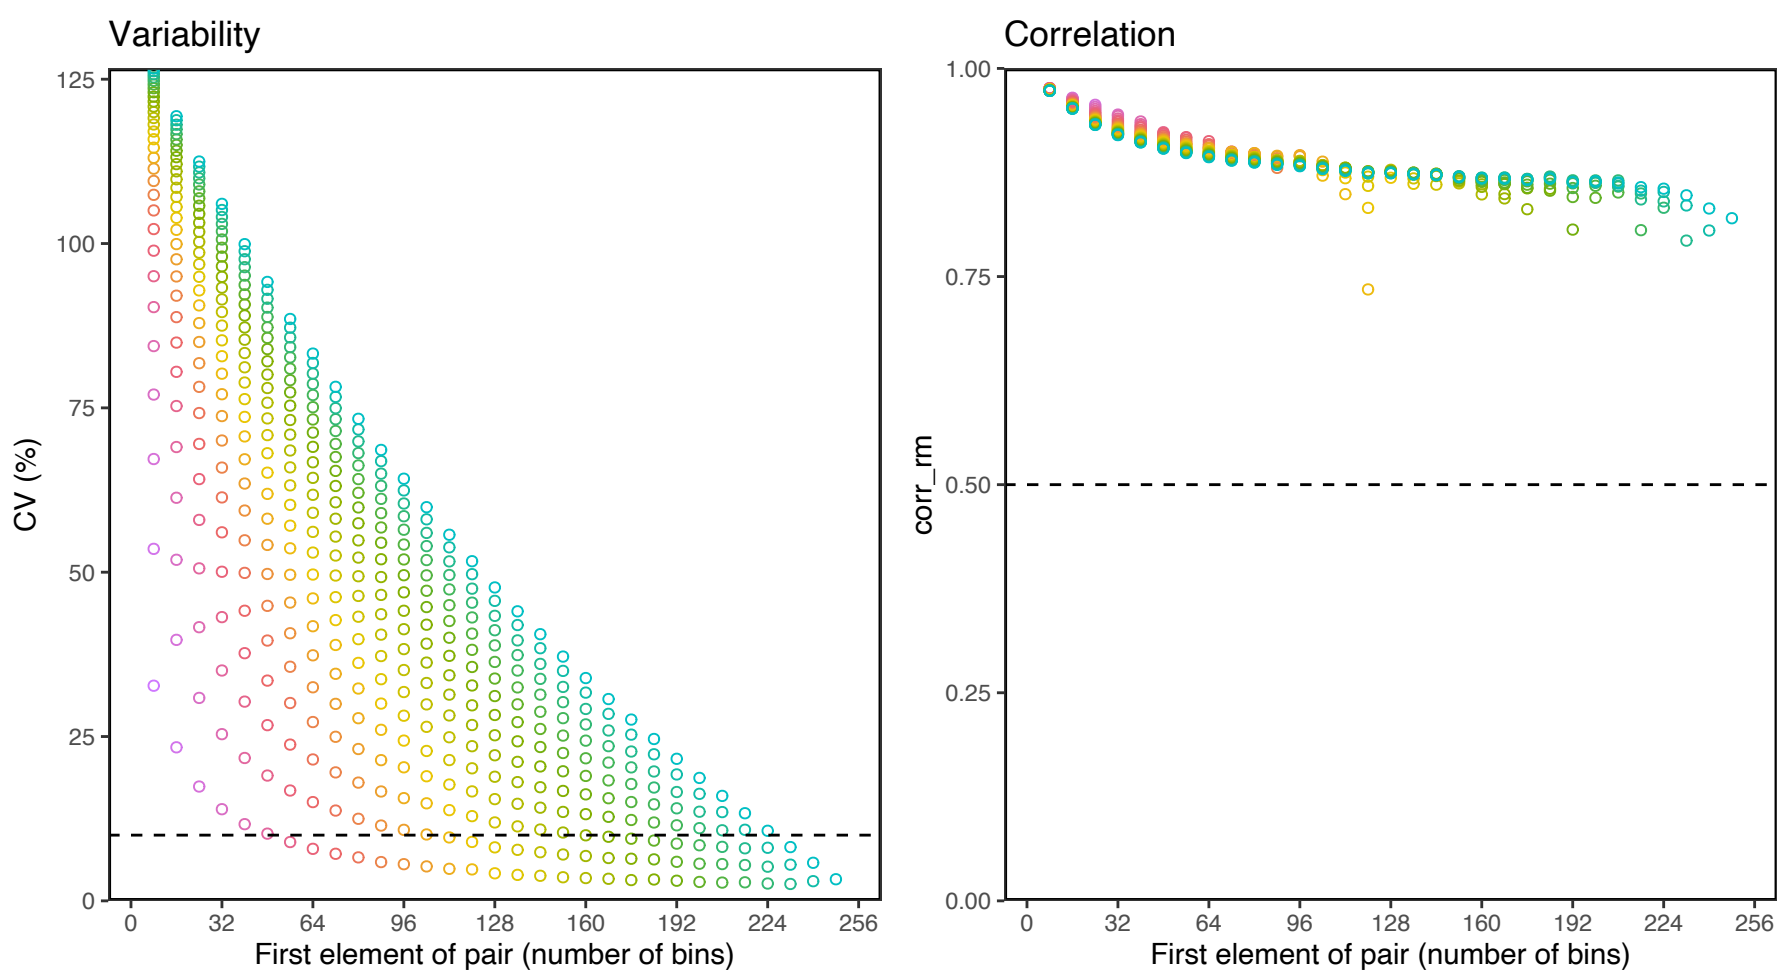 Variability
CV (%)
125
100
75
50
25
0
0 32 64 96 128 160 192 224 256
First element of pair (number of bins)
Correlation
corr_rm
1.00
0.75
0.50
0.25
0.00
0 32 64 96 128 160 192 224 256
First element of pair (number of bins)